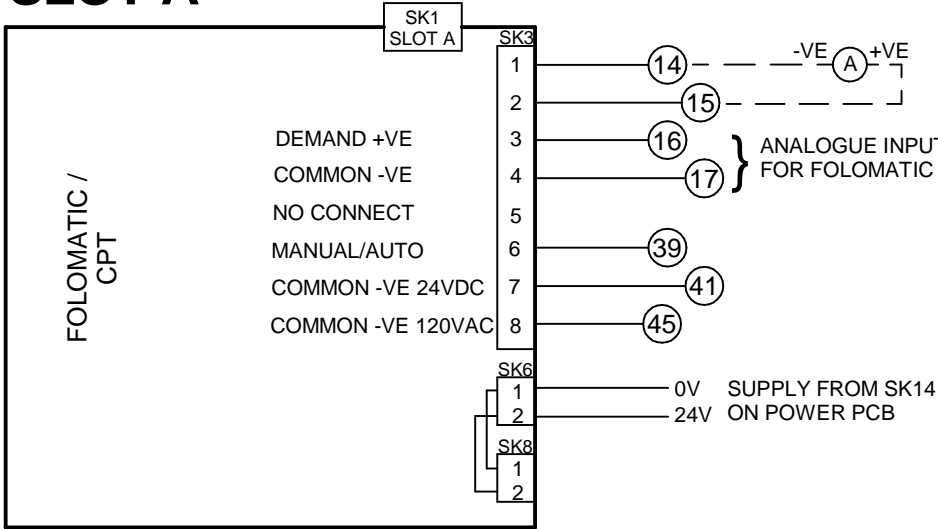 SLOT A
SK1
SLOT A
SK3
1 14 -VE A +VE
2 15
DEMAND +VE 3 16
COMMON -VE 4 17
} ANALOGUE INPUT
FOR FOLOMATIC
NO CONNECT 5
MANUAL/AUTO 6 39
COMMON -VE 24VDC 7 41
COMMON -VE 120VAC 8 45
FOLOMATIC /
CPT
SK6
1 0V SUPPLY FROM SK14
2 24V ON POWER PCB
SK8
1
2